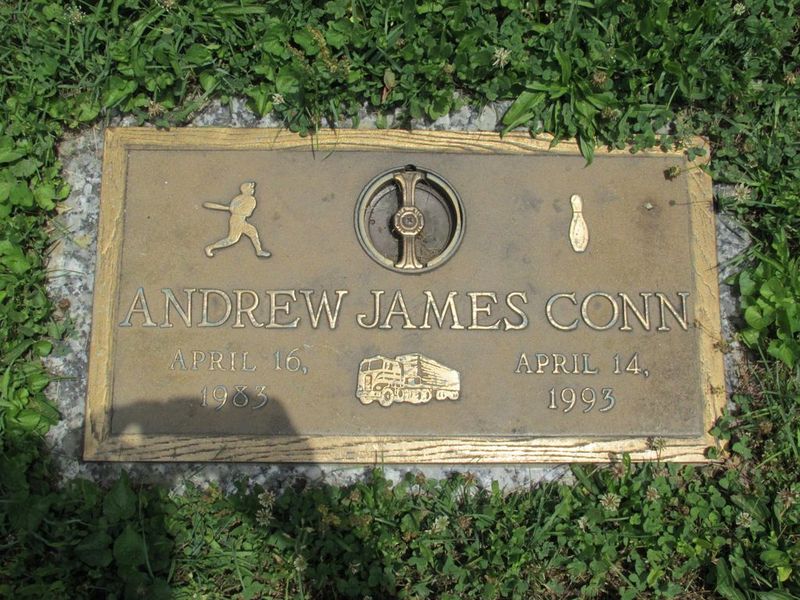 ANDREW JAMES CONN
APRIL 16,
1983
APRIL 14,
1993